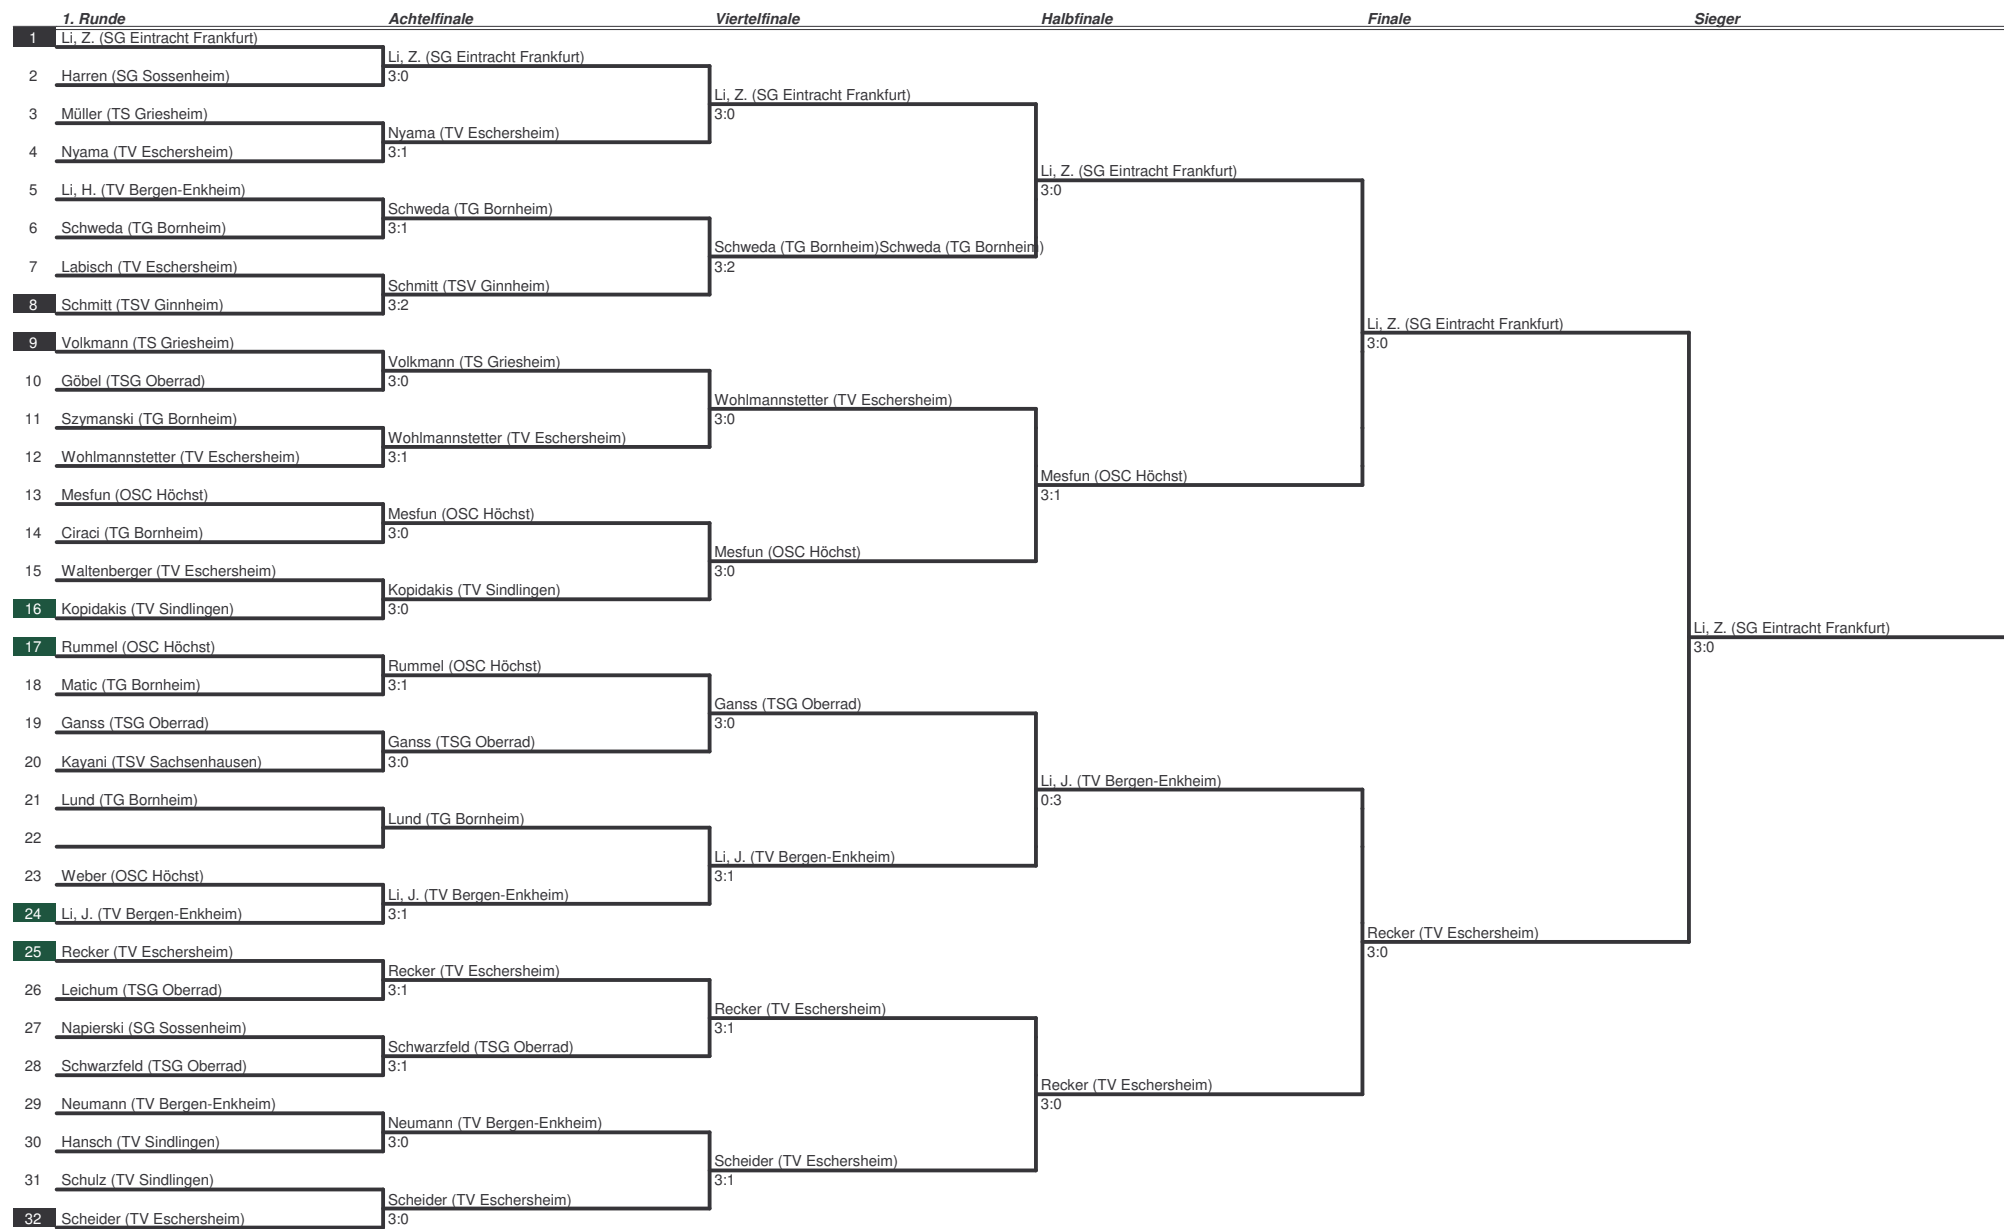 1. Runde Achtelfinale Viertelfinale Halbfinale Finale Sieger
1 Li, Z. (SG Eintracht Frankfurt)
Li, Z. (SG Eintracht Frankfurt)
2 Harren (SG Sossenheim) 3:0
Li, Z. (SG Eintracht Frankfurt)
3 Müller (TS Griesheim) 3:0
Nyama (TV Eschersheim)
4 Nyama (TV Eschersheim) 3:1
Li, Z. (SG Eintracht Frankfurt)
5 Li, H. (TV Bergen-Enkheim) 3:0
Schweda (TG Bornheim)
6 Schweda (TG Bornheim) 3:1
Schweda (TG Bornheim)Schweda (TG Bornheim)
7 Labisch (TV Eschersheim) 3:2
Schmitt (TSV Ginnheim)
8 Schmitt (TSV Ginnheim) 3:2
Li, Z. (SG Eintracht Frankfurt)
9 Volkmann (TS Griesheim) 3:0
Volkmann (TS Griesheim)
10 Göbel (TSG Oberrad) 3:0
Wohlmannstetter (TV Eschersheim)
11 Szymanski (TG Bornheim) 3:0
Wohlmannstetter (TV Eschersheim)
12 Wohlmannstetter (TV Eschersheim) 3:1
Mesfun (OSC Höchst)
13 Mesfun (OSC Höchst) 3:1
Mesfun (OSC Höchst)
14 Ciraci (TG Bornheim) 3:0
Mesfun (OSC Höchst)
15 Waltenberger (TV Eschersheim) 3:0
Kopidakis (TV Sindlingen)
16 Kopidakis (TV Sindlingen) 3:0
Li, Z. (SG Eintracht Frankfurt)
17 Rummel (OSC Höchst) 3:0
Rummel (OSC Höchst)
18 Matic (TG Bornheim) 3:1
Ganss (TSG Oberrad)
19 Ganss (TSG Oberrad) 3:0
Ganss (TSG Oberrad)
20 Kayani (TSV Sachsenhausen) 3:0
Li, J. (TV Bergen-Enkheim)
21 Lund (TG Bornheim) 0:3
Lund (TG Bornheim)
22
Li, J. (TV Bergen-Enkheim)
23 Weber (OSC Höchst) 3:1
Li, J. (TV Bergen-Enkheim)
24 Li, J. (TV Bergen-Enkheim) 3:1
Recker (TV Eschersheim)
25 Recker (TV Eschersheim) 3:0
Recker (TV Eschersheim)
26 Leichum (TSG Oberrad) 3:1
Recker (TV Eschersheim)
27 Napierski (SG Sossenheim) 3:1
Schwarzfeld (TSG Oberrad)
28 Schwarzfeld (TSG Oberrad) 3:1
Recker (TV Eschersheim)
29 Neumann (TV Bergen-Enkheim) 3:0
Neumann (TV Bergen-Enkheim)
30 Hansch (TV Sindlingen) 3:0
Scheider (TV Eschersheim)
31 Schulz (TV Sindlingen) 3:1
Scheider (TV Eschersheim)
32 Scheider (TV Eschersheim) 3:0